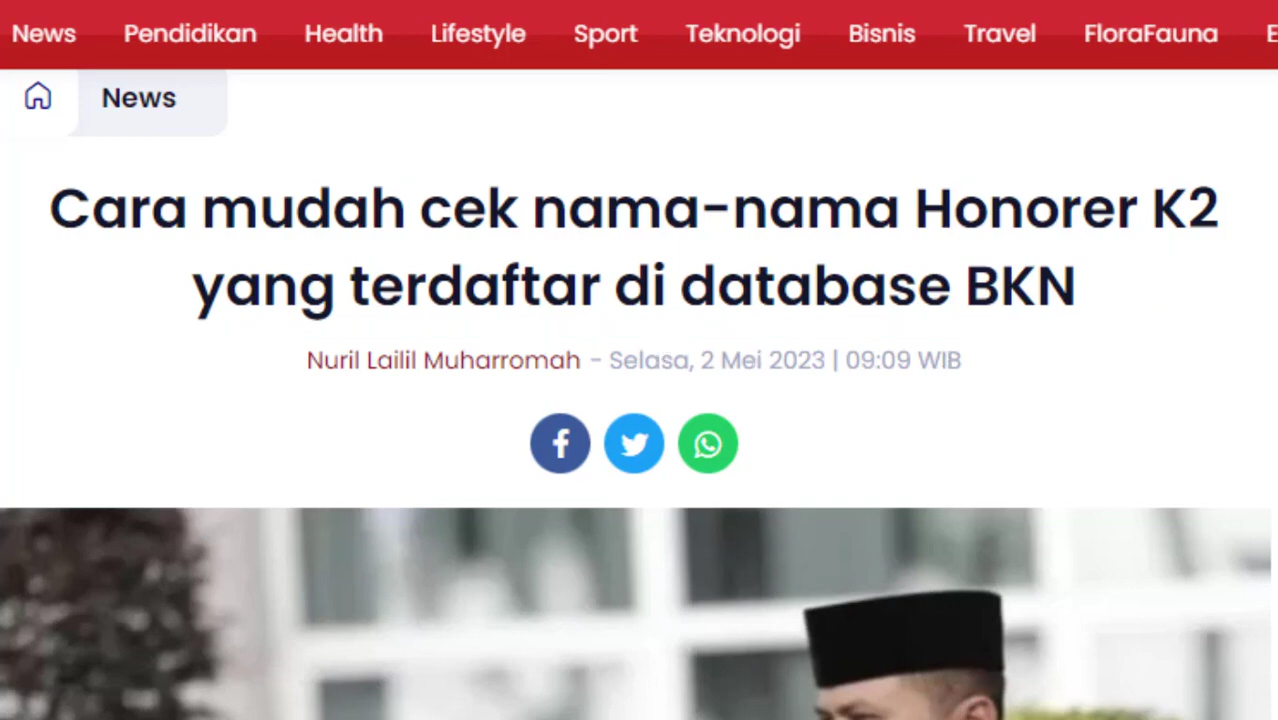 News Pendidikan Health Lifestyle Sport Teknologi Bisnis Travel FloraFauna E
News
Cara mudah cek nama-nama Honorer K2
yang terdaftar di database BKN
Nuril Lailil Muharromah - Selasa, 2 Mei 2023 | 09:09 WIB